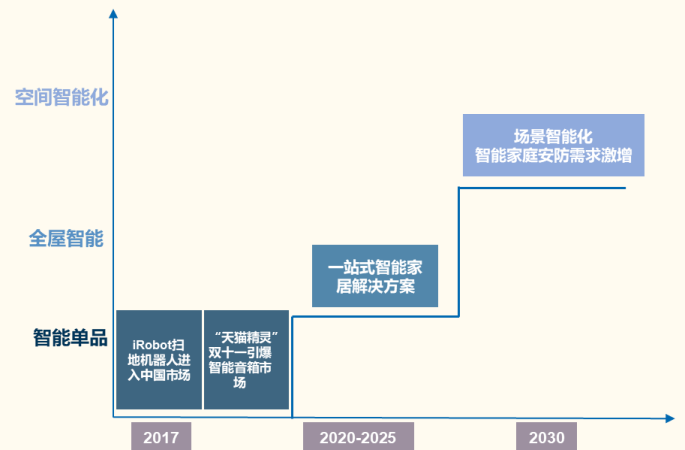 空间智能化
场景智能化
智能家庭安防需求激增
全屋智能
一站式智能家
居解决方案
智能单品
iRobot扫
地机器人进
入中国市场
“天猫精灵”
双十一引爆
智能音箱市
场
2017
2020-2025
2030